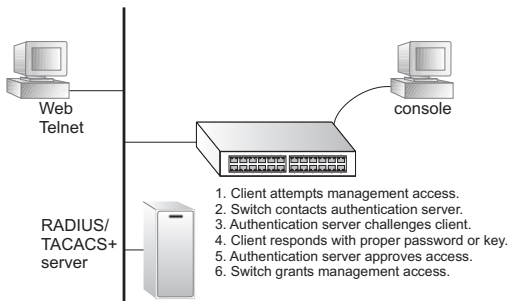 Web
Telnet
console
RADIUS/
TACACS+
server
1. Client attempts management access.
2. Switch contacts authentication server.
3. Authentication server challenges client.
4. Client responds with proper password or key.
5. Authentication server approves access.
6. Switch grants management access.